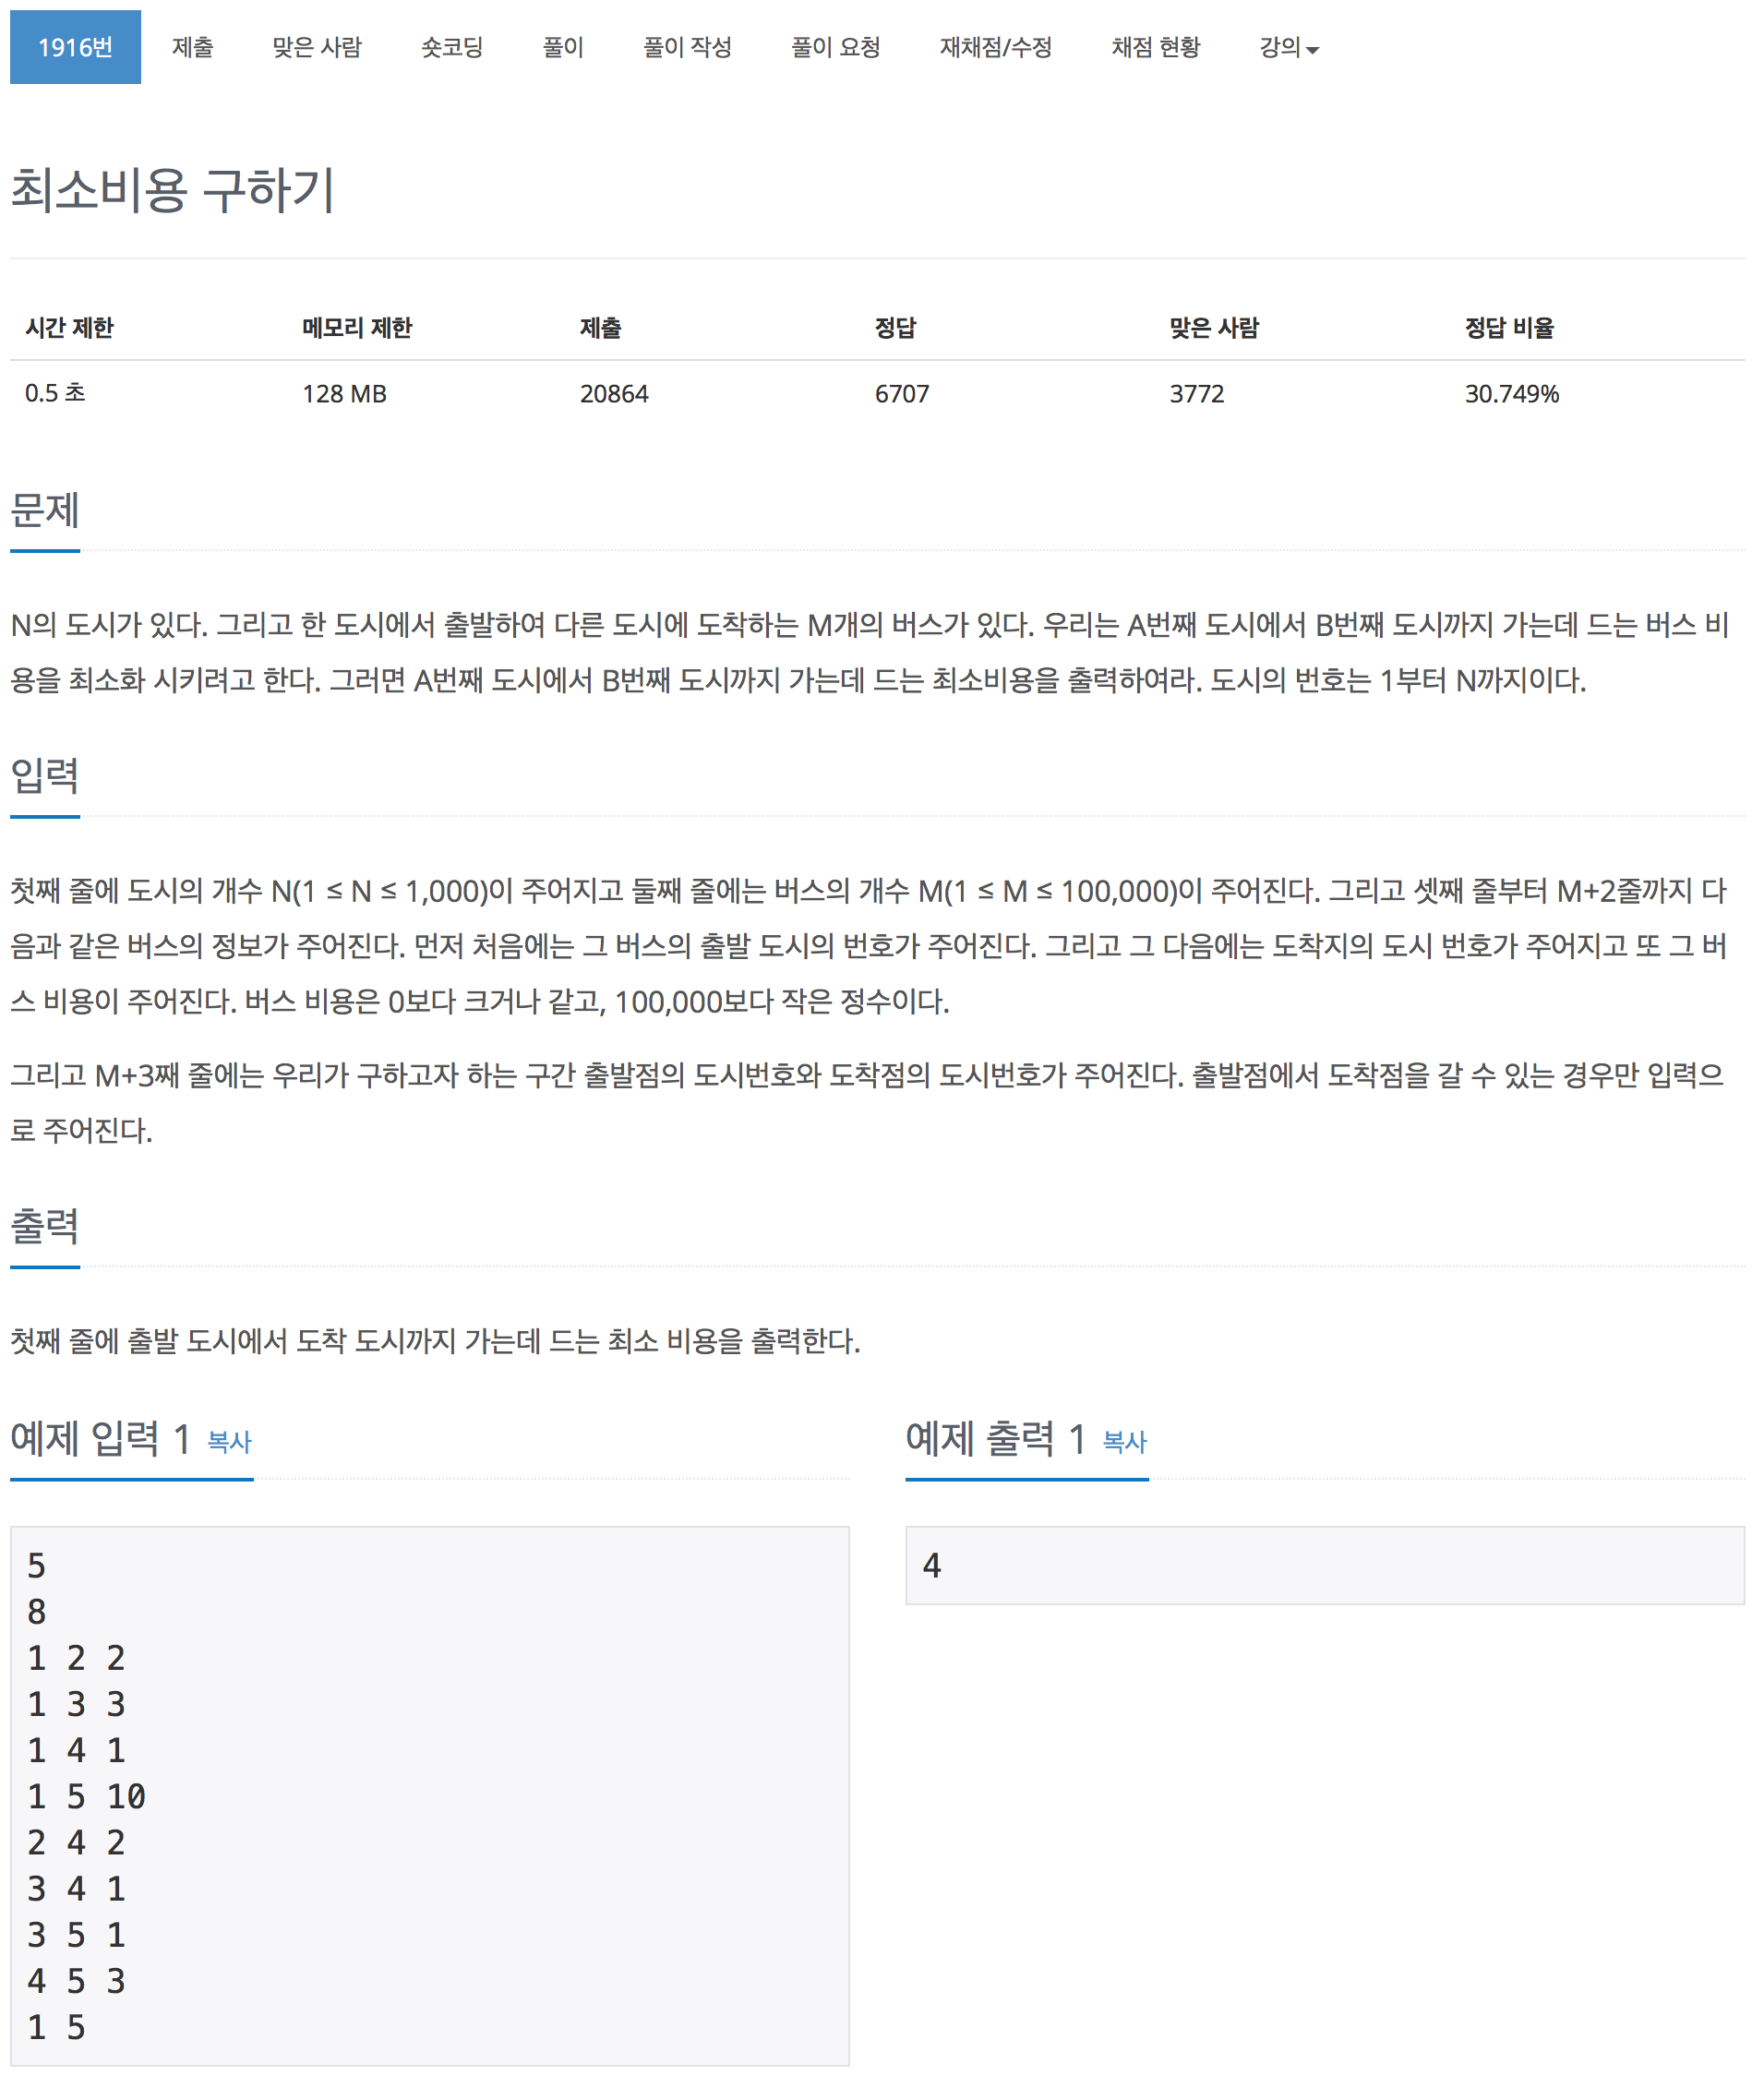 1916번 제출 맞은 사람 숏코딩 풀이 풀이 작성 풀이 요청 재채점/수정 채점 현황 강의
최소비용 구하기
시간 제한 메모리 제한 제출 정답 맞은 사람 정답 비율
0.5 초 128 MB 20864 6707 3772 30.749%
문제
N의 도시가 있다. 그리고 한 도시에서 출발하여 다른 도시에 도착하는 M개의 버스가 있다. 우리는 A번째 도시에서 B번째 도시까지 가는데 드는 버스 비
용을 최소화 시키려고 한다. 그러면 A번째 도시에서 B번째 도시까지 가는데 드는 최소비용을 출력하여라. 도시의 번호는 1부터 N까지이다.
입력
첫째 줄에 도시의 개수 N(1 ≤ N ≤ 1,000)이 주어지고 둘째 줄에는 버스의 개수 M(1 ≤ M ≤ 100,000)이 주어진다. 그리고 셋째 줄부터 M+2줄까지 다
음과 같은 버스의 정보가 주어진다. 먼저 처음에는 그 버스의 출발 도시의 번호가 주어진다. 그리고 그 다음에는 도착지의 도시 번호가 주어지고 또 그 버
스 비용이 주어진다. 버스 비용은 0보다 크거나 같고, 100,000보다 작은 정수이다.
그리고 M+3째 줄에는 우리가 구하고자 하는 구간 출발점의 도시번호와 도착점의 도시번호가 주어진다. 출발점에서 도착점을 갈 수 있는 경우만 입력으
로 주어진다.
출력
첫째 줄에 출발 도시에서 도착 도시까지 가는데 드는 최소 비용을 출력한다.
예제 입력 1 복사
5
8
1 2 2
1 3 3
1 4 1
1 5 10
2 4 2
3 4 1
3 5 1
4 5 3
1 5
예제 출력 1 복사
4